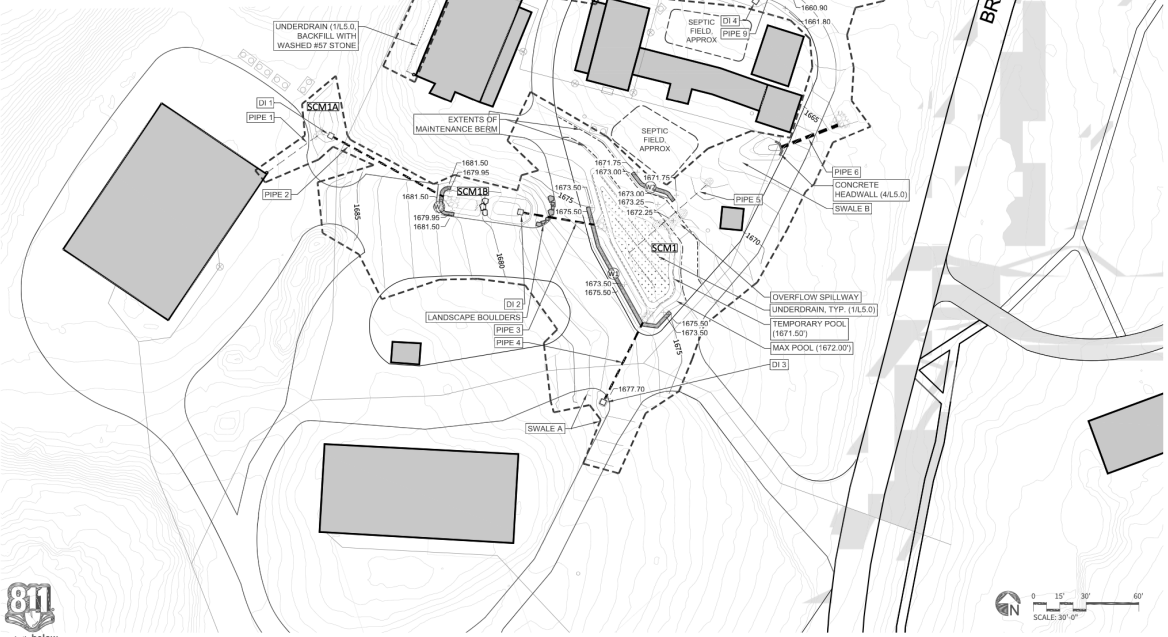 1660.90
1661.80
DI 4
PIPE 9
SEPTIC
FIELD,
APPROX
BR
UNDERDRAIN (1/L5.0,
BACKFILL WITH
WASHED #57 STONE
DI 1
PIPE 1
SCM1A
PIPE 2
EXTENTS OF
MAINTENANCE BERM
SEPTIC
FIELD,
APPROX
1665
PIPE 6
CONCRETE
HEADWALL (4/L5.0)
SWALE B
PIPE 5
1681.50
1679.95
SCM1B
1681.50
1679.95
1681.50
1685
1680
1671.75
1673.00
1671.75
1673.50
1675
1675.50
1673.00
1673.25
1672.25
W1
SCM1
1670
1673.50
1675.50
1675.50
1673.50
1675
OVERFLOW SPILLWAY
UNDERDRAIN, TYP. (1/L5.0)
TEMPORARY POOL
(1671.50')
MAX POOL (1672.00')
DI 3
DI 2
LANDSCAPE BOULDERS
PIPE 3
PIPE 4
1677.70
SWALE A
811
below
N
0 15' 30' 60'
SCALE: 30'-0"